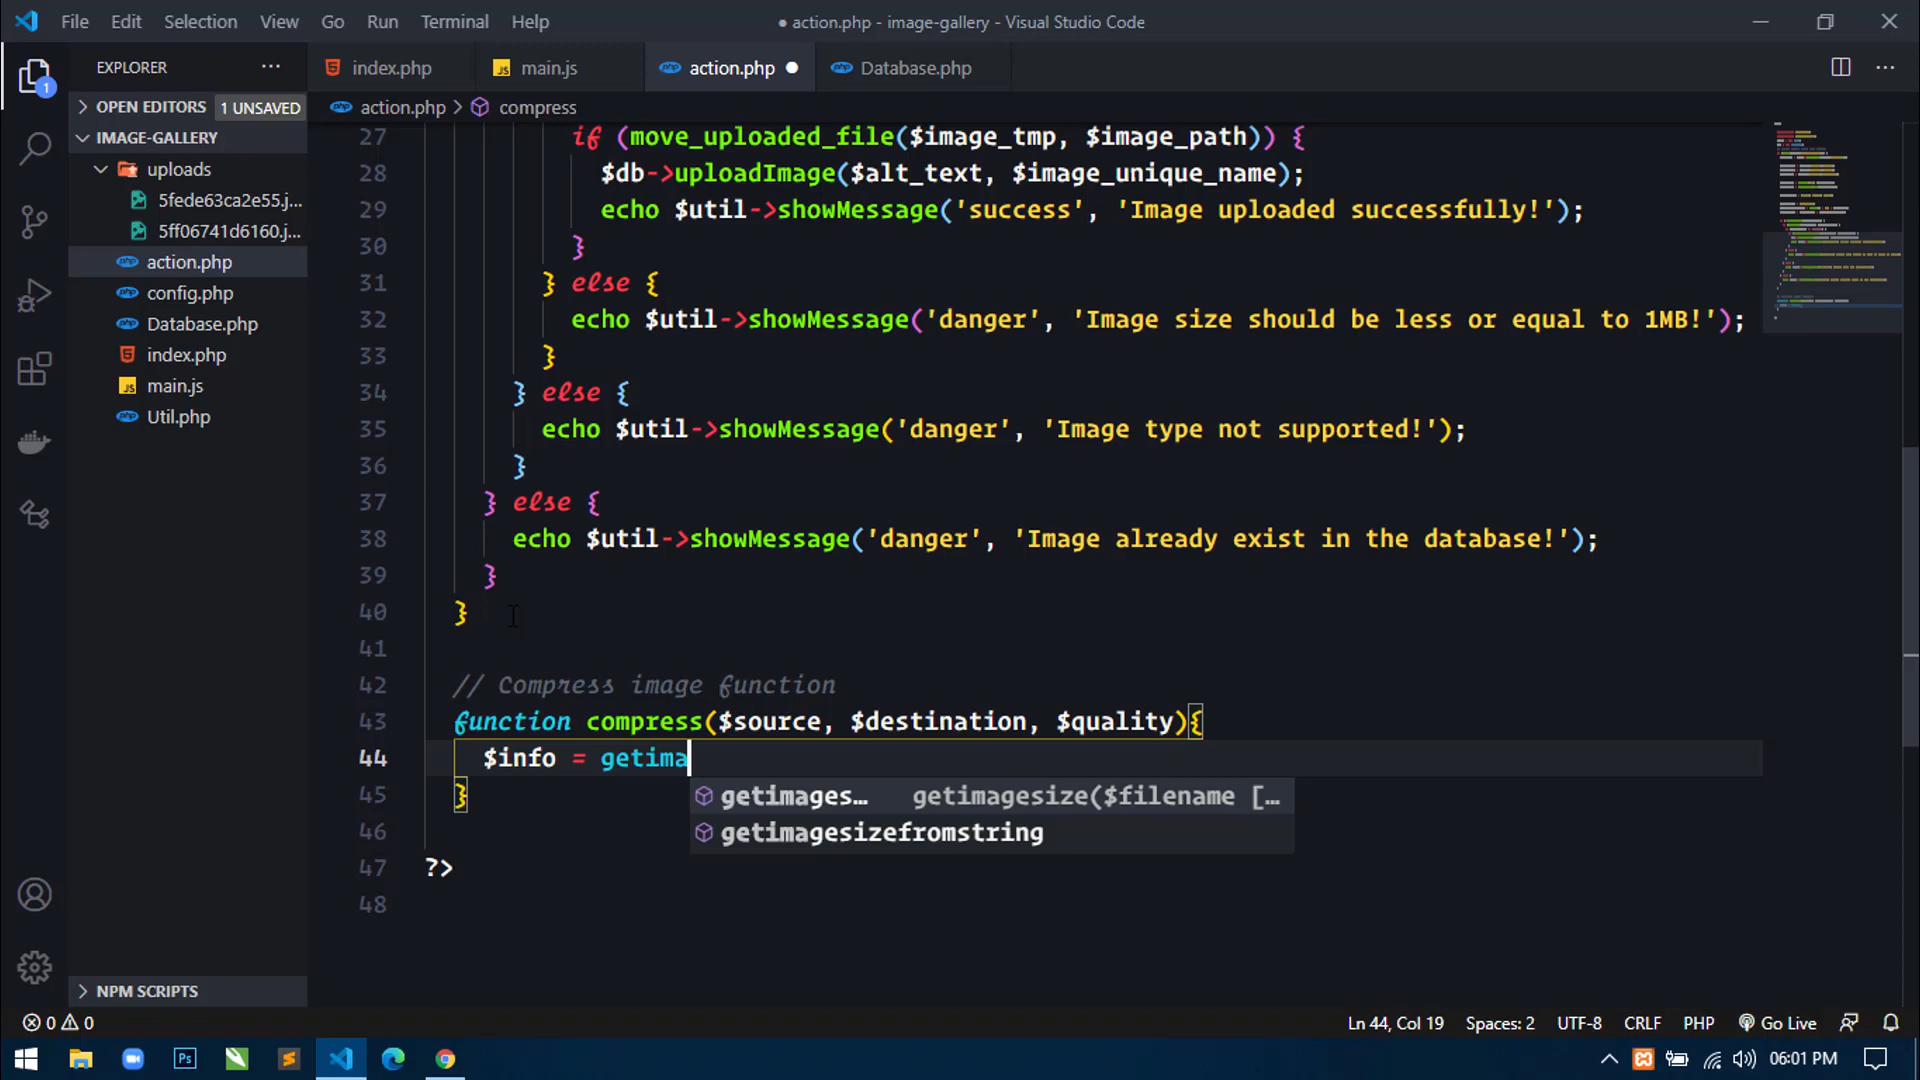 File Edit Selection View Go Run Terminal Help
● action.php - image-gallery - Visual Studio Code
EXPLORER ···
index.php
main.js
action.php ●
Database.php
···
1
OPEN EDITORS 1 UNSAVED
IMAGE-GALLERY
uploads
5fede63ca2e55.j...
5ff06741d6160.j...
action.php
config.php
Database.php
index.php
main.js
Util.php
NPM SCRIPTS
action.php > compress
27 if (move_uploaded_file($image_tmp, $image_path)) {
28 $db->uploadImage($alt_text, $image_unique_name);
29 echo $util->showMessage('success', 'Image uploaded successfully!');
30 }
31 } else {
32 echo $util->showMessage('danger', 'Image size should be less or equal to 1MB!');
33 }
34 } else {
35 echo $util->showMessage('danger', 'Image type not supported!');
36 }
37 } else {
38 echo $util->showMessage('danger', 'Image already exist in the database!');
39 }
40 }
41
42 // Compress image function
43 function compress($source, $destination, $quality){
44 $info = getima
45 }
getimages… getimagesize($filename [,…
getimagesizefromstring
46
47 ?>
48
0 0
Ln 44, Col 19 Spaces: 2 UTF-8 CRLF PHP Go Live
Ps
06:01 PM